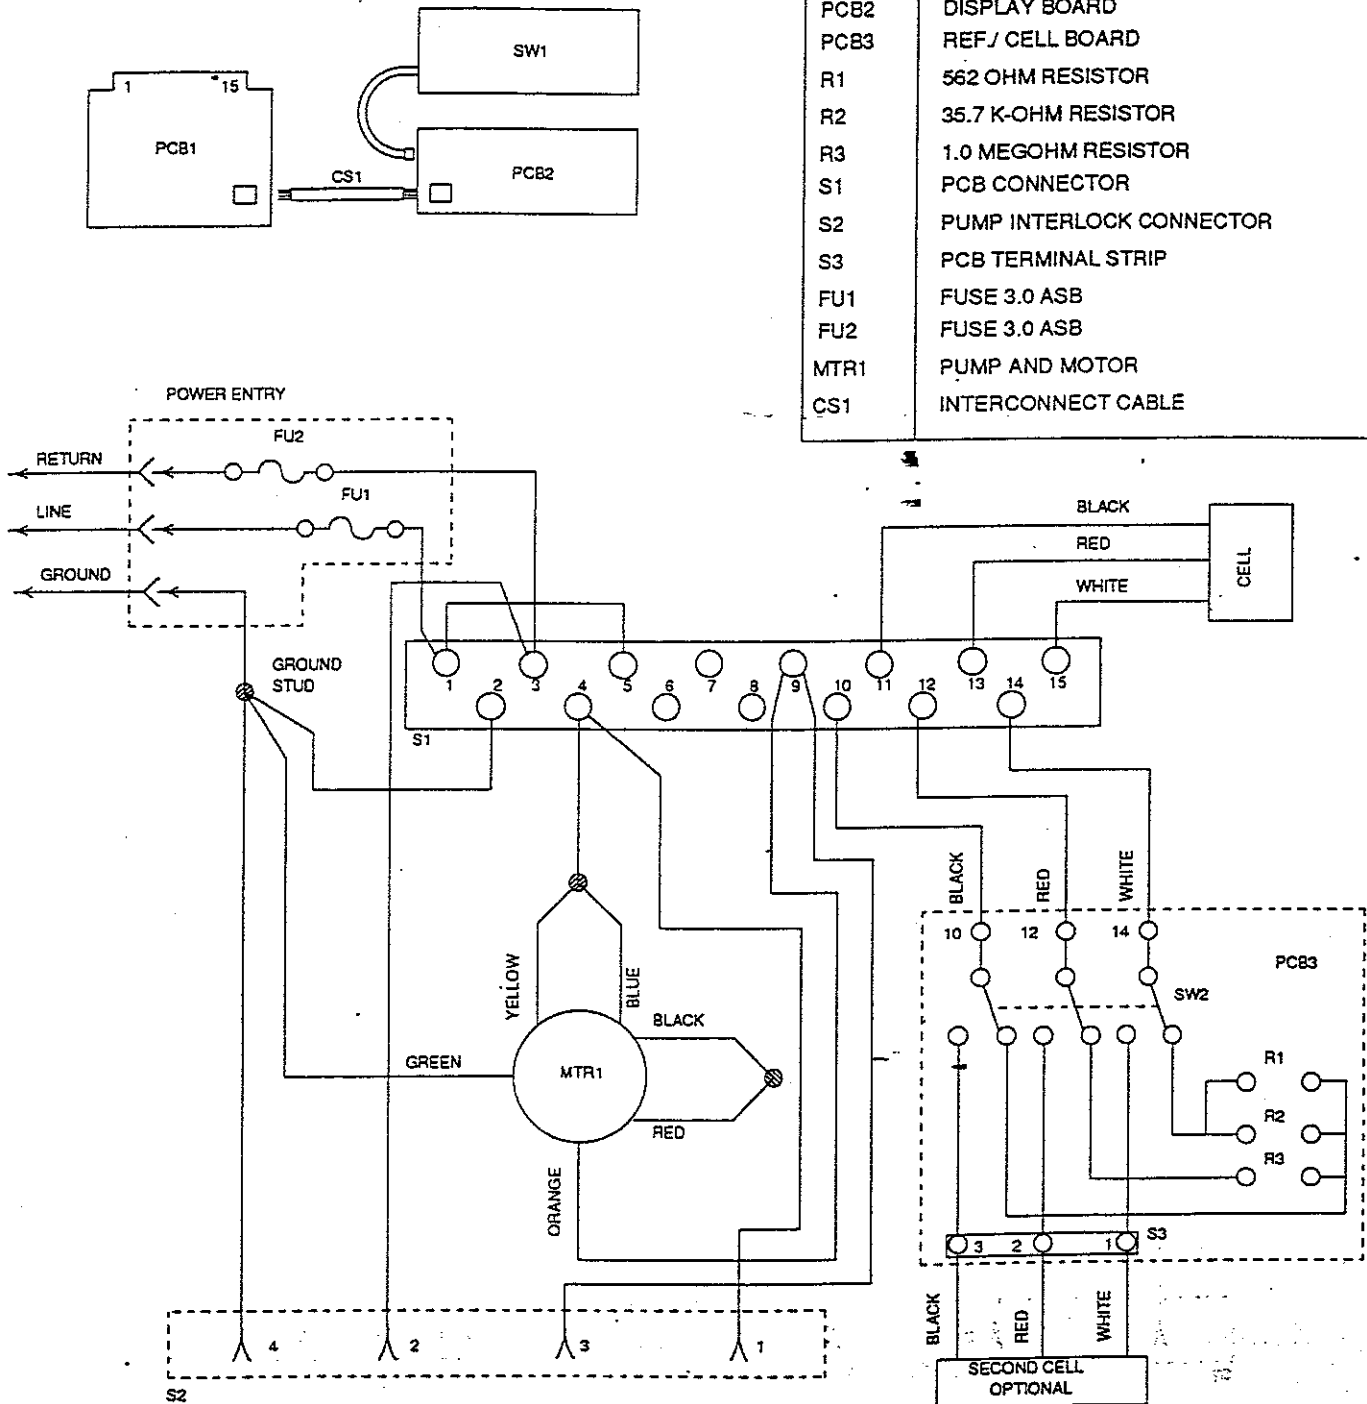 PCB2 DISPLAY BOARD
PCB3 REF./ CELL BOARD
R1 562 OHM RESISTOR
R2 35.7 K-OHM RESISTOR
R3 1.0 MEGOHM RESISTOR
S1 PCB CONNECTOR
S2 PUMP INTERLOCK CONNECTOR
S3 PCB TERMINAL STRIP
FU1 FUSE 3.0 ASB
FU2 FUSE 3.0 ASB
MTR1 PUMP AND MOTOR
CS1 INTERCONNECT CABLE
SW1
1 15
PCB1
CS1
PCB2
POWER ENTRY
FU2
RETURN
FU1
LINE
GROUND
BLACK
RED
WHITE
CELL
GROUND
STUD
1 3 5 7 9 11 13 15
2 4 6 8 10 12 14
S1
BLACK
RED
WHITE
10 12 14
PCB3
SW2
YELLOW
BLUE
BLACK
GREEN
MTR1
RED
ORANGE
R1
R2
R3
3 2 1 S3
BLACK
RED
WHITE
4 2 3 1
S2
SECOND CELL
OPTIONAL